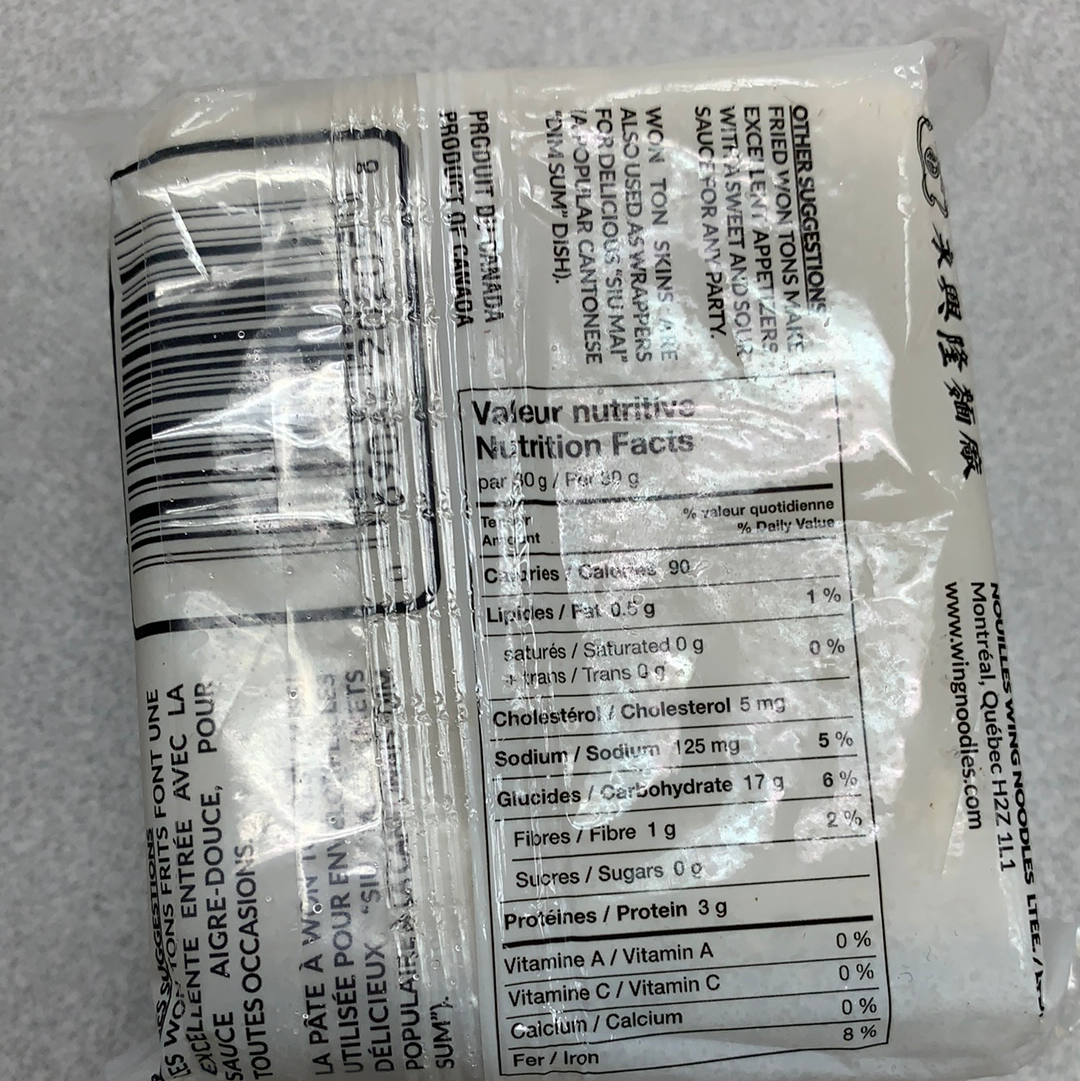 永興隆麵廠
NOUILLES WING NOODLES LTEE./
Montréal, Québec H2Z 1L1
www.wingnoodles.com
OTHER SUGGESTIONS
FRIED WON TONS MAKE
EXCELLENT APPETIZERS
WITH A SWEET AND SOUR
SAUCE FOR ANY PARTY.
WON TON SKINS ARE
ALSO USED AS WRAPPERS
FOR DELICIOUS "SIU MAI"
(A POPULAR CANTONESE
"DIM SUM" DISH).
PRODUIT DE CANADA
PRODUCT OF CANADA
Valeur nutritive
Nutrition Facts
par 30 g / Per 30 g
Teneur % valeur quotidienne
Amount % Daily Value
Calories / Calories 90
Lipides / Fat 0.5 g 1 %
saturés / Saturated 0 g 0 %
+ trans / Trans 0 g
Cholestérol / Cholesterol 5 mg
Sodium / Sodium 125 mg 5 %
Glucides / Carbohydrate 17 g 6 %
Fibres / Fibre 1 g 2 %
Sucres / Sugars 0 g
Protéines / Protein 3 g
Vitamine A / Vitamin A 0 %
Vitamine C / Vitamin C 0 %
Calcium / Calcium 0 %
Fer / Iron 8 %
SUGGESTIONS
LES WON TONS FRITS FONT UNE
EXCELLENTE ENTRÉE AVEC LA
SAUCE AIGRE-DOUCE, POUR
TOUTES OCCASIONS.
LA PÂTE À WON TON
UTILISÉE POUR LES
DÉLICIEUX "SIU
POPULAIRE
SUM").